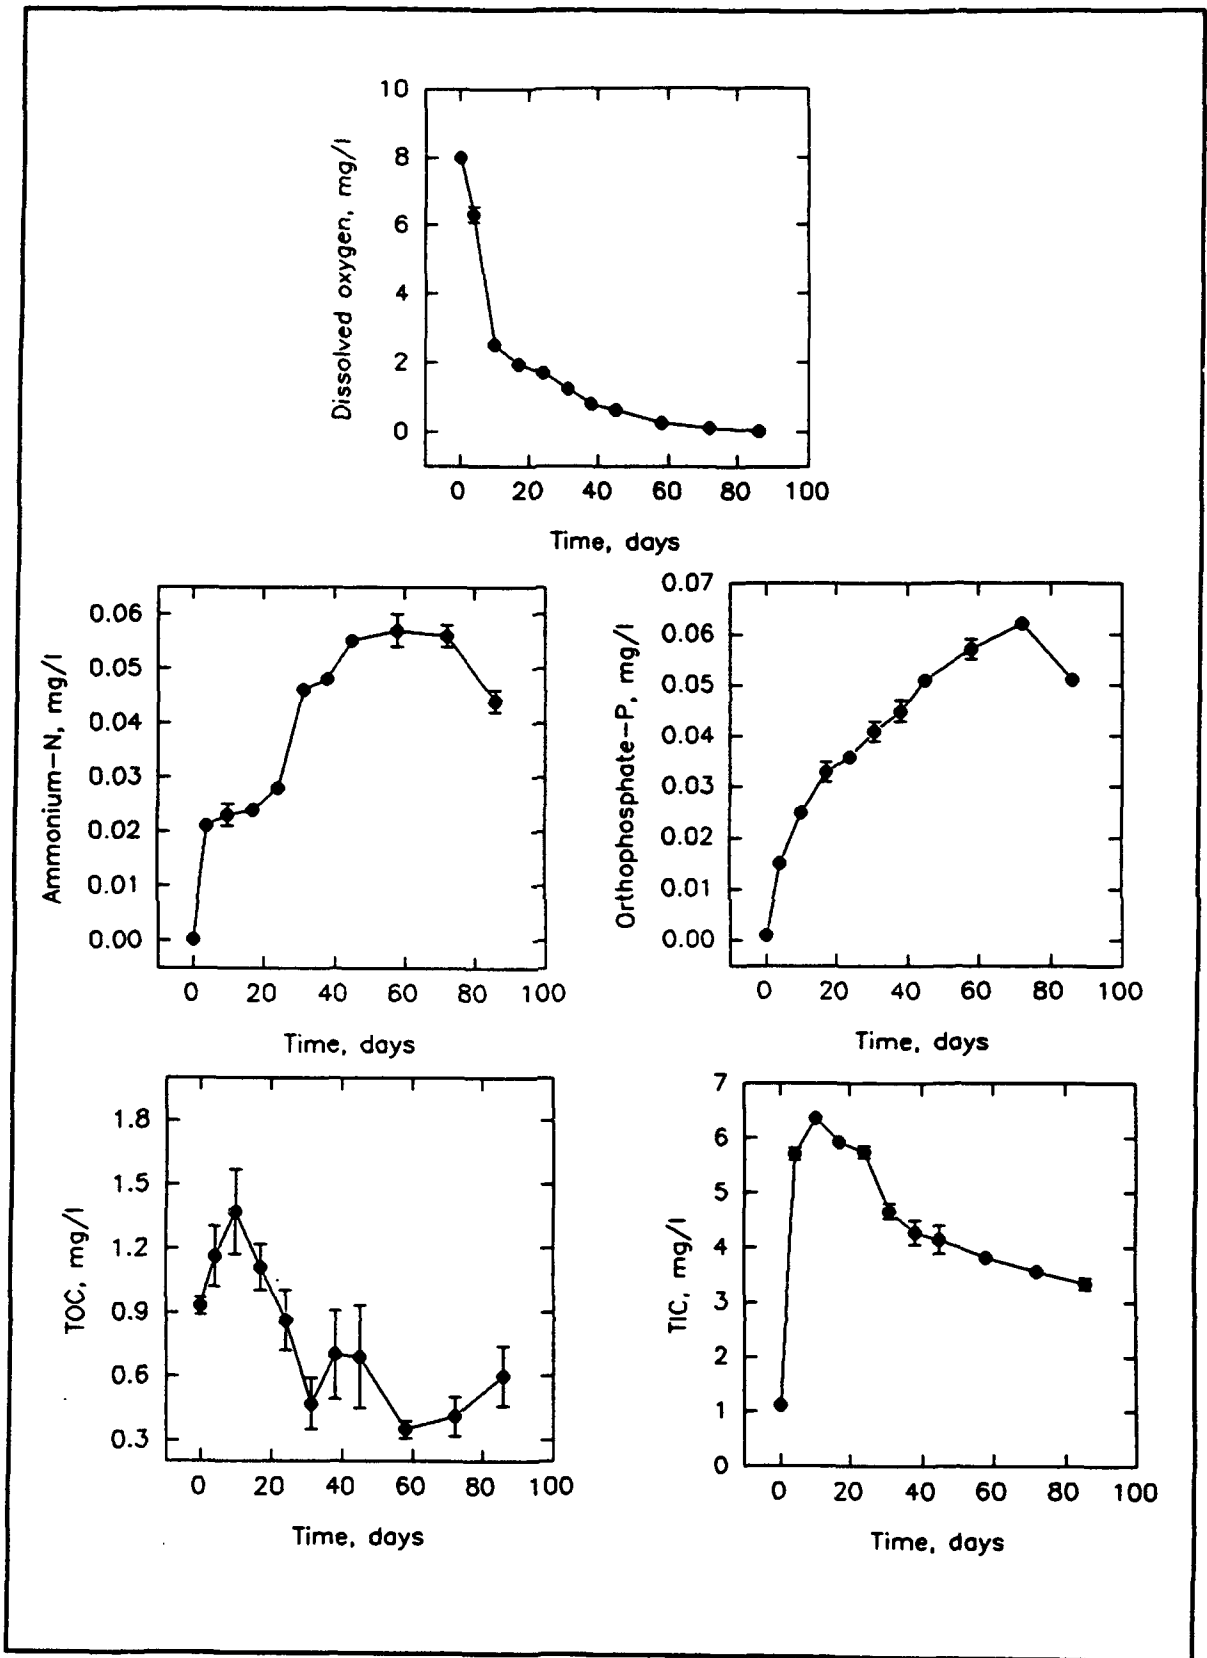 10
8
6
4
2
0
Dissolved oxygen, mg/l
0 20 40 60 80 100
Time, days
0.06
0.05
0.04
0.03
0.02
0.01
0.00
Ammonium-N, mg/l
0 20 40 60 80 100
Time, days
0.07
0.06
0.05
0.04
0.03
0.02
0.01
0.00
Orthophosphate-P, mg/l
0 20 40 60 80 100
Time, days
1.8
1.5
1.2
0.9
0.6
0.3
TOC, mg/l
0 20 40 60 80 100
Time, days
7
6
5
4
3
2
1
0
TIC, mg/l
0 20 40 60 80 100
Time, days